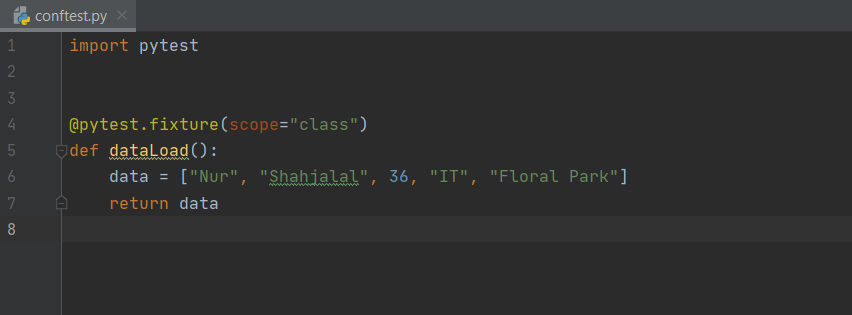 conftest.py
1 import pytest
2
3
4 @pytest.fixture(scope="class")
5 def dataLoad():
6     data = ["Nur", "Shahjalal", 36, "IT", "Floral Park"]
7     return data
8